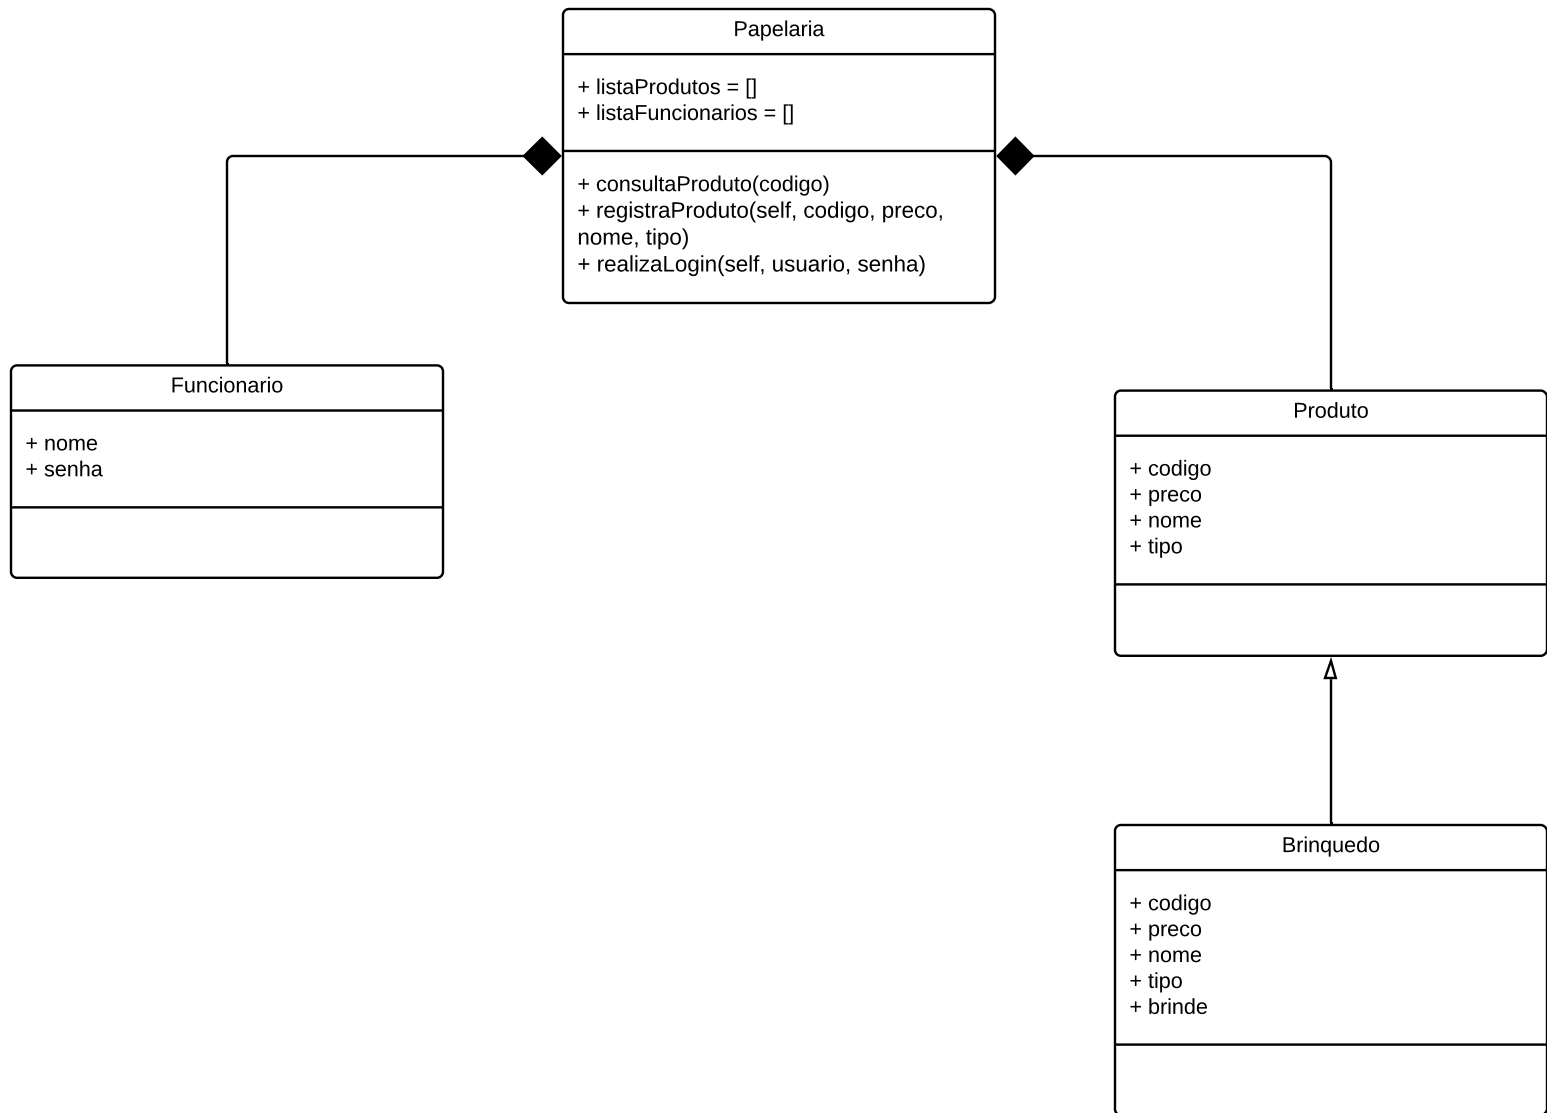 Papelaria
+ listaProdutos = []
+ listaFuncionarios = []
+ consultaProduto(codigo)
+ registraProduto(self, codigo, preco,
nome, tipo)
+ realizaLogin(self, usuario, senha)
Funcionario
+ nome
+ senha
Produto
+ codigo
+ preco
+ nome
+ tipo
Brinquedo
+ codigo
+ preco
+ nome
+ tipo
+ brinde